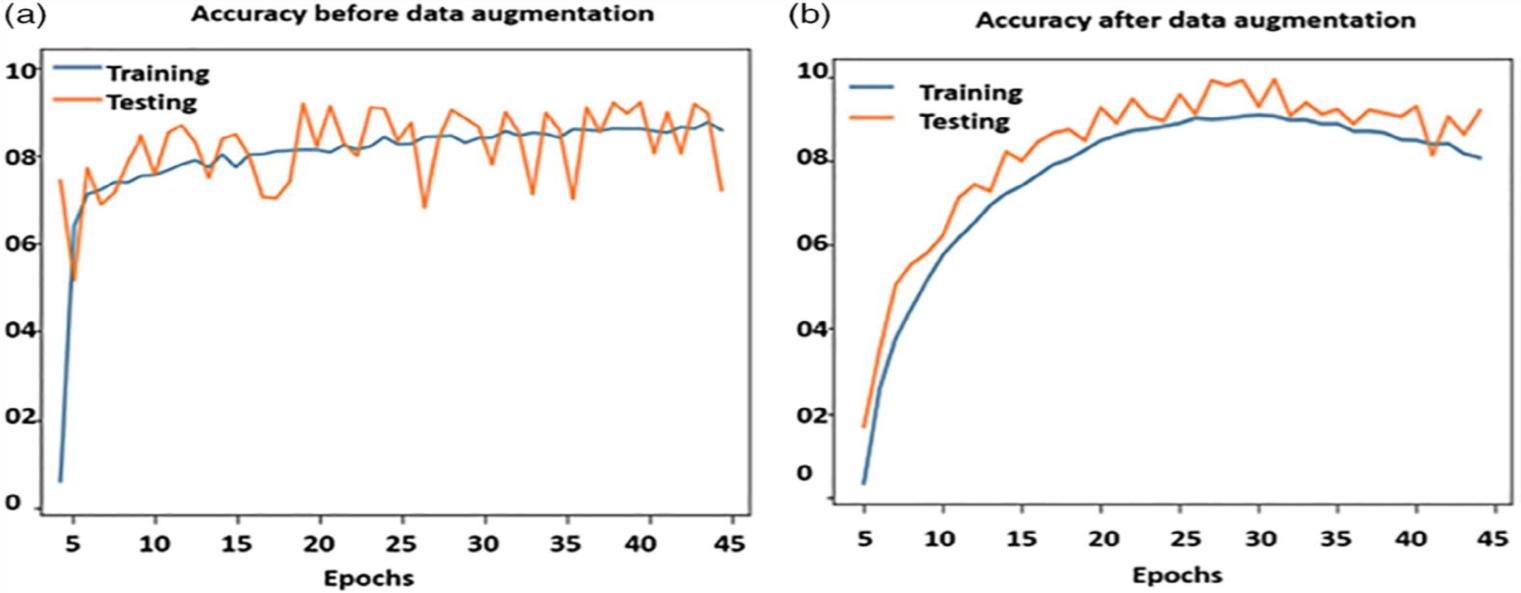 (a) Accuracy before data augmentation
10
Training
Testing
08
06
04
02
0
5 10 15 20 25 30 35 40 45
Epochs
(b) Accuracy after data augmentation
10
Training
Testing
08
06
04
02
0
5 10 15 20 25 30 35 40 45
Epochs